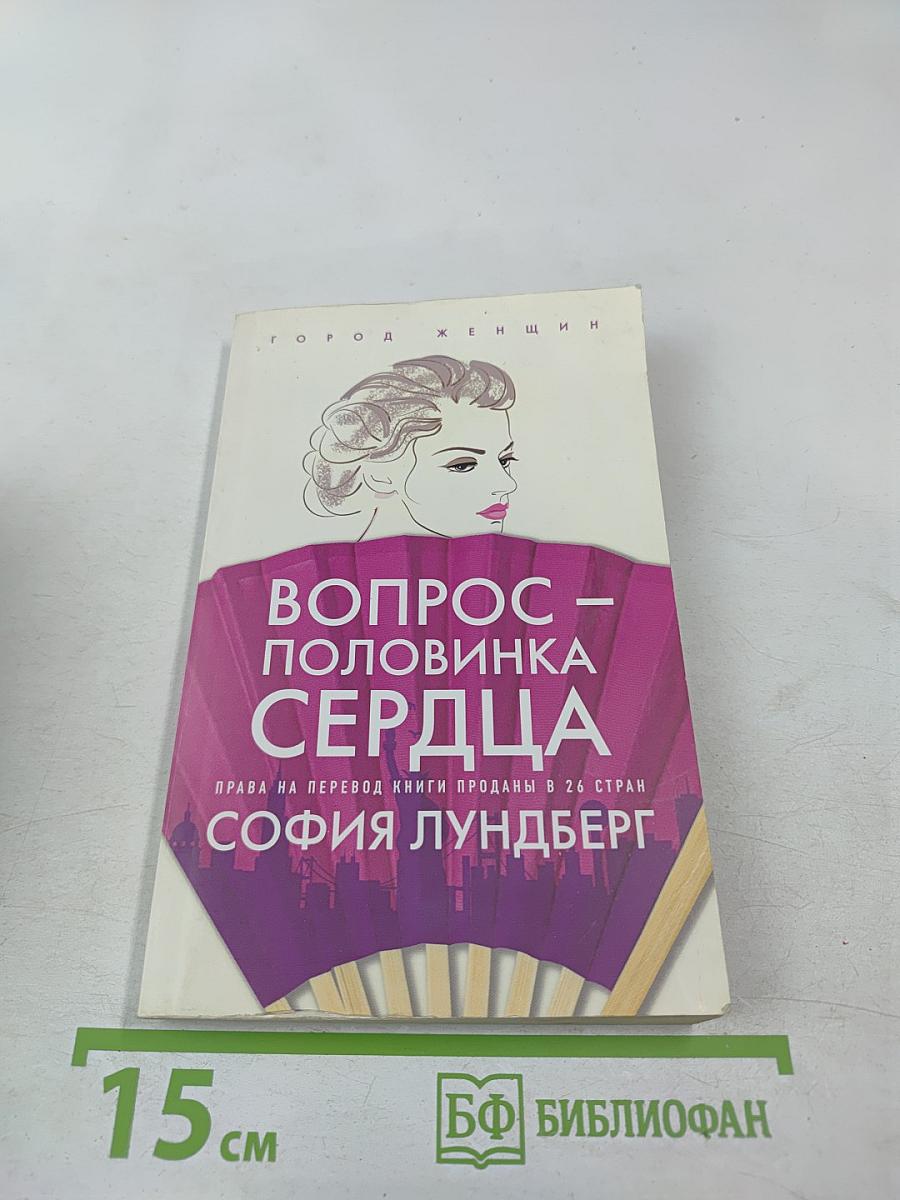 ГОРОД ЖЕНЩИН
ВОПРОС –
ПОЛОВИНКА
СЕРДЦА
ПРАВА НА ПЕРЕВОД КНИГИ ПРОДАНЫ В 26 СТРАН
СОФИЯ ЛУНДБЕРГ
15 см
БФ БИБЛИОФАН